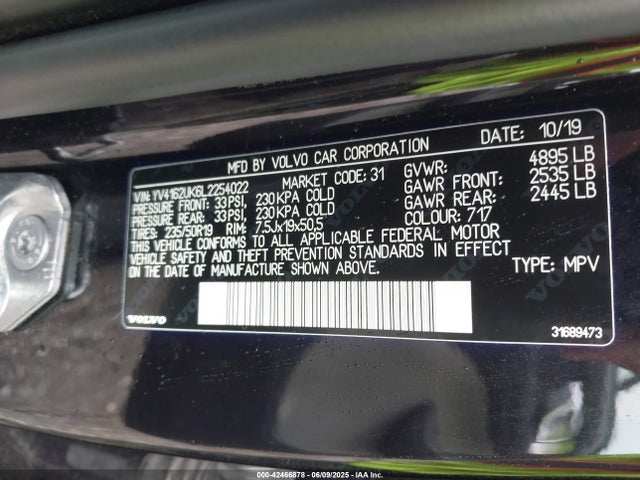 MFD BY VOLVO CAR CORPORATION DATE: 10/19
VIN: YV4162UK6L2254022 MARKET CODE: 31 GVWR: 4895 LB
PRESSURE FRONT: 33 PSI, 230 KPA COLD GAWR FRONT: 2535 LB
PRESSURE REAR: 33 PSI, 230 KPA COLD GAWR REAR: 2445 LB
TIRES: 235/50R19 RIM: 7.5Jx19x50,5 COLOUR: 717
THIS VEHICLE CONFORMS TO ALL APPLICABLE FEDERAL MOTOR
VEHICLE SAFETY AND THEFT PREVENTION STANDARDS IN EFFECT
ON THE DATE OF MANUFACTURE SHOWN ABOVE. TYPE: MPV
VOLVO 31689473
000-42466878 - 06/09/2025 - IAA Inc.